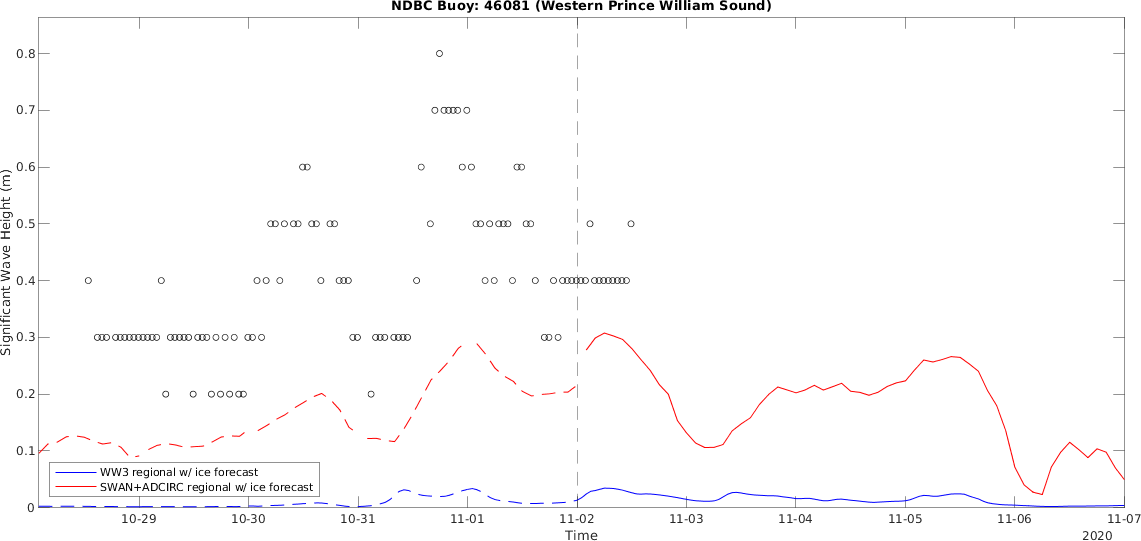 NDBC Buoy: 46081 (Western Prince William Sound)
Significant Wave Height (m)
0.8
0.7
0.6
0.5
0.4
0.3
0.2
0.1
0
WW3 regional w/ ice forecast
SWAN+ADCIRC regional w/ ice forecast
10-29 10-30 10-31 11-01 11-02 11-03 11-04 11-05 11-06 11-07
Time
2020